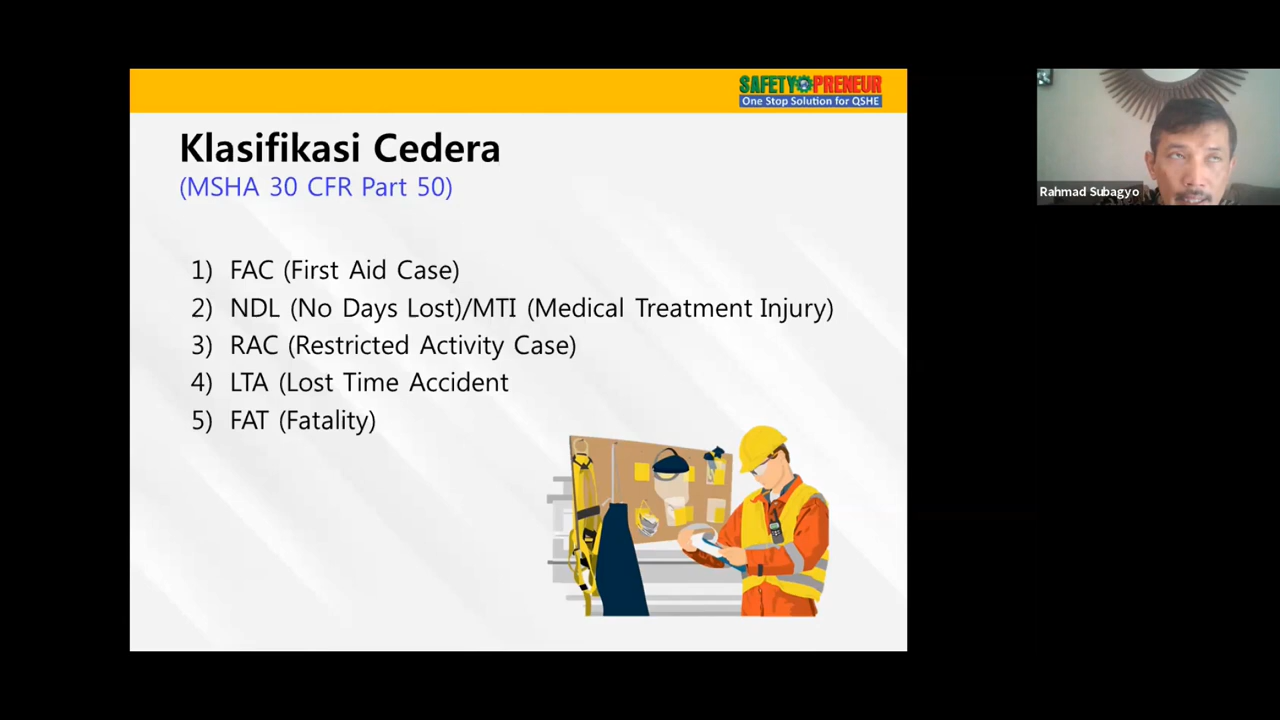 SAFETY PRENEUR
One Stop Solution for QSHE
Klasifikasi Cedera
(MSHA 30 CFR Part 50)
1) FAC (First Aid Case)
2) NDL (No Days Lost)/MTI (Medical Treatment Injury)
3) RAC (Restricted Activity Case)
4) LTA (Lost Time Accident
5) FAT (Fatality)
Rahmad Subagyo